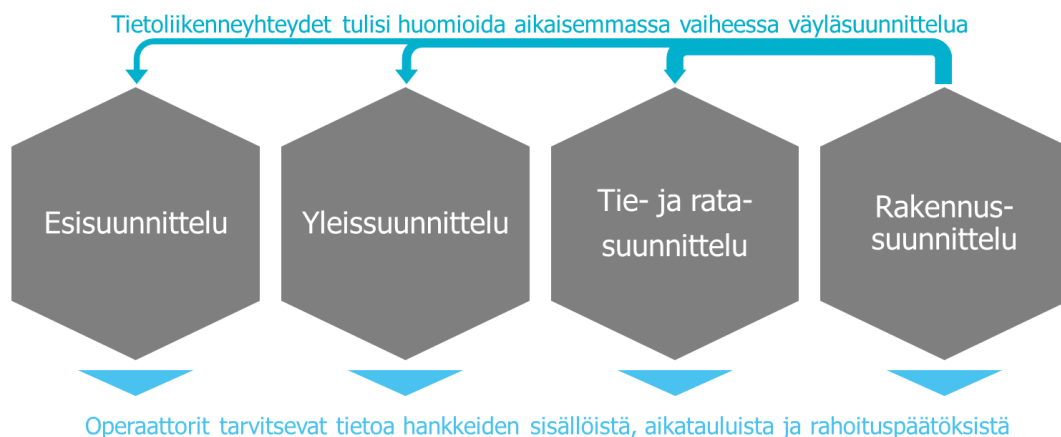 Tietoliikenneyhteydet tulisi huomioida aikaisemmassa vaiheessa väyläsuunnittelua
Esisuunnittelu
Yleissuunnittelu
Tie- ja rata-
suunnittelu
Rakennus-
suunnittelu
Operaattorit tarvitsevat tietoa hankkeiden sisällöistä, aikatauluista ja rahoituspäätöksistä